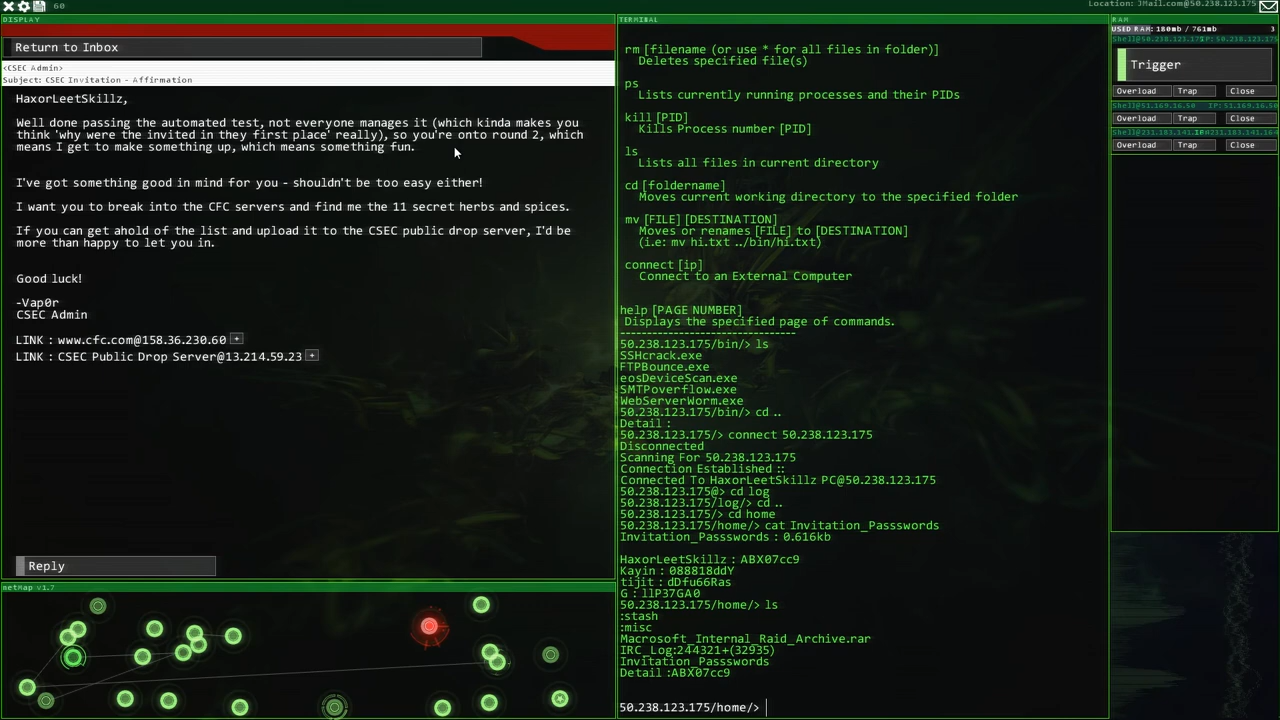 60
Location: JMail.com@50.238.123.175
DISPLAY
Return to Inbox
<CSEC Admin>
Subject: CSEC Invitation - Affirmation
HaxorLeetSkillz,
Well done passing the automated test, not everyone manages it (which kinda makes you
think 'why were the invited in they first place' really), so you're onto round 2, which
means I get to make something up, which means something fun.
I've got something good in mind for you - shouldn't be too easy either!
I want you to break into the CFC servers and find me the 11 secret herbs and spices.
If you can get ahold of the list and upload it to the CSEC public drop server, I'd be
more than happy to let you in.
Good luck!
-Vap0r
CSEC Admin
LINK : www.cfc.com@158.36.230.60 +
LINK : CSEC Public Drop Server@13.214.59.23 +
Reply
netMap v1.7
TERMINAL
rm [filename (or use * for all files in folder)]
Deletes specified file(s)
ps
Lists currently running processes and their PIDs
kill [PID]
Kills Process number [PID]
ls
Lists all files in current directory
cd [foldername]
Moves current working directory to the specified folder
mv [FILE] [DESTINATION]
Moves or renames [FILE] to [DESTINATION]
(i.e: mv hi.txt ../bin/hi.txt)
connect [ip]
Connect to an External Computer
help [PAGE NUMBER]
Displays the specified page of commands.
--------------------------------
50.238.123.175/bin/> ls
SSHcrack.exe
FTPBounce.exe
eosDeviceScan.exe
SMTPoverflow.exe
WebServerWorm.exe
50.238.123.175/bin/> cd ..
Detail :
50.238.123.175/> connect 50.238.123.175
Disconnected
Scanning For 50.238.123.175
Connection Established ::
Connected To HaxorLeetSkillz PC@50.238.123.175
50.238.123.175@> cd log
50.238.123.175/log/> cd ..
50.238.123.175/> cd home
50.238.123.175/home/> cat Invitation_Passswords
Invitation_Passswords : 0.616kb
HaxorLeetSkillz : ABX07cc9
Kayin : 088818ddY
tijit : dDfu66Ras
G : llP37GA0
50.238.123.175/home/> ls
:stash
:misc
Macrosoft_Internal_Raid_Archive.rar
IRC_Log:244321+(32935)
Invitation_Passswords
Detail :ABX07cc9
50.238.123.175/home/>
RAM
USED RAM: 180mb / 761mb 3
Trigger
Overload Trap Close
Shell@51.169.16.50 IP: 51.169.16.50
Overload Trap Close
Overload Trap Close